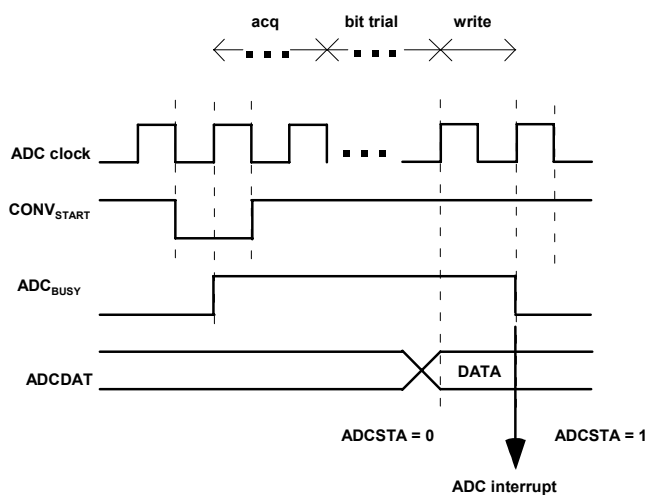 acq bit trial write
ADC clock
CONVSTART
ADCBUSY
ADCDAT DATA
ADCSTA = 0 ADCSTA = 1
ADC interrupt